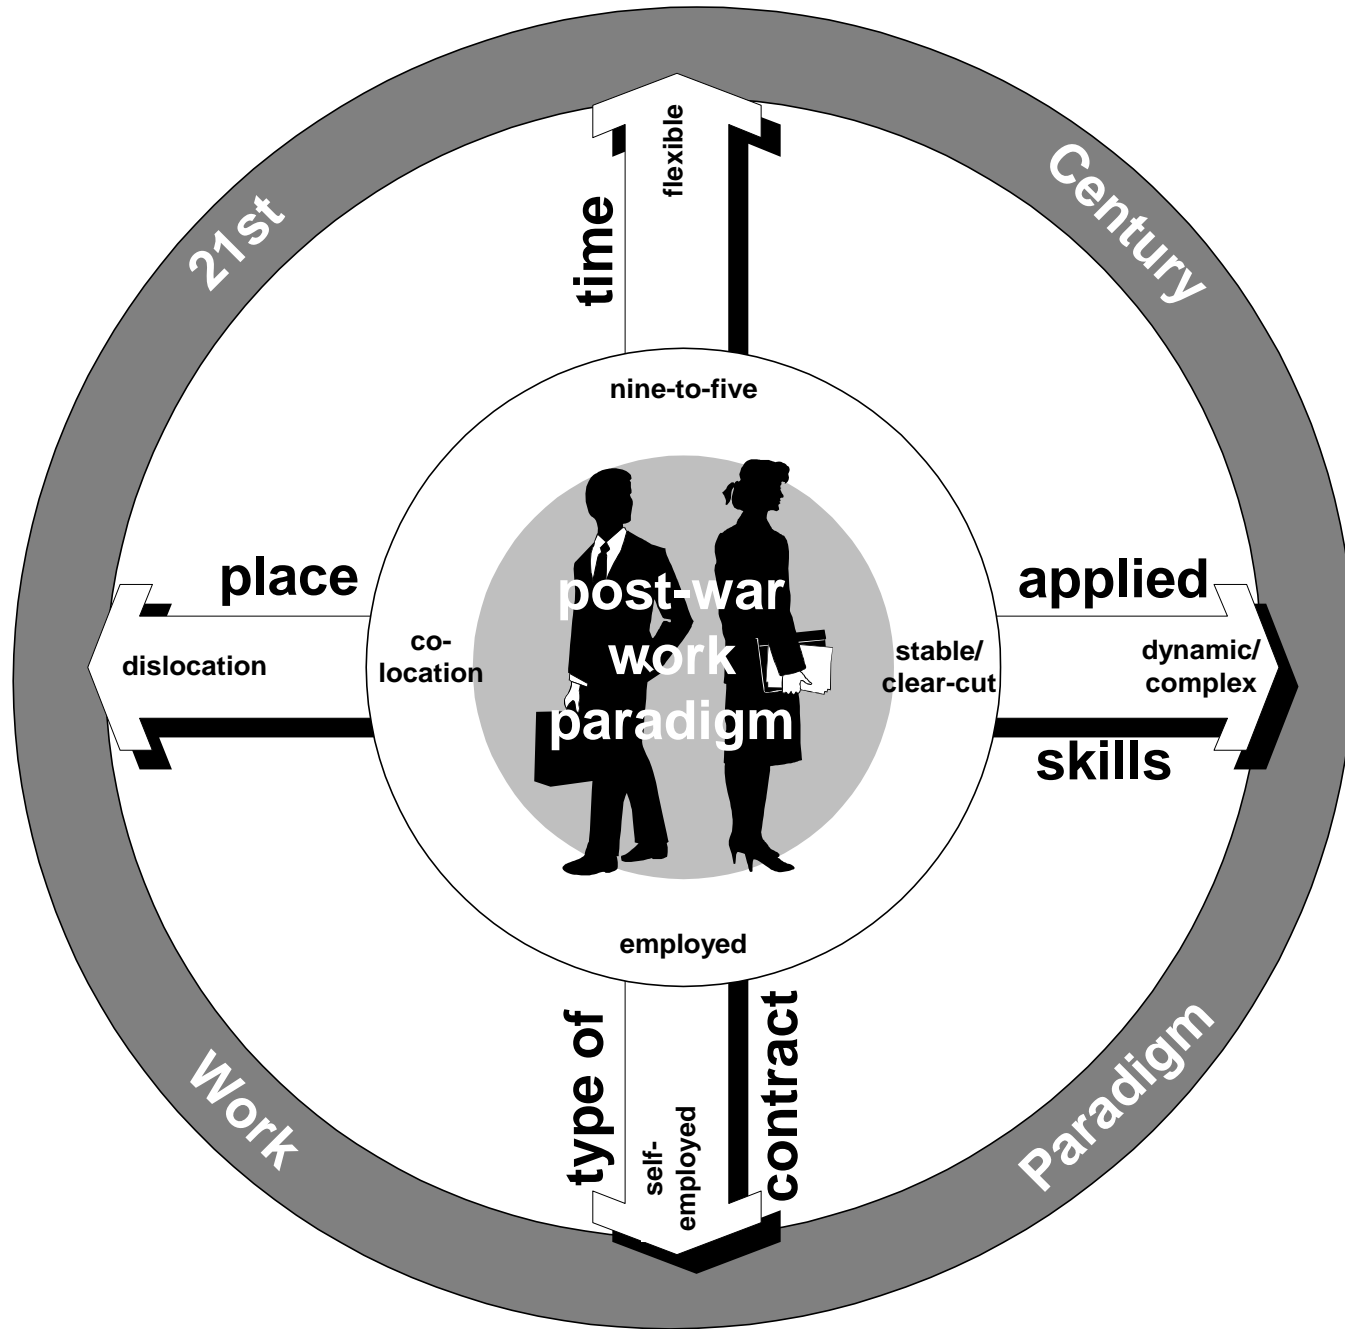 21st
Century
flexible
time
nine-to-five
place
applied
post-war
work
paradigm
co-
location
dislocation
stable/
clear-cut
dynamic/
complex
skills
employed
type of
contract
self-
employed
Work
Paradigm